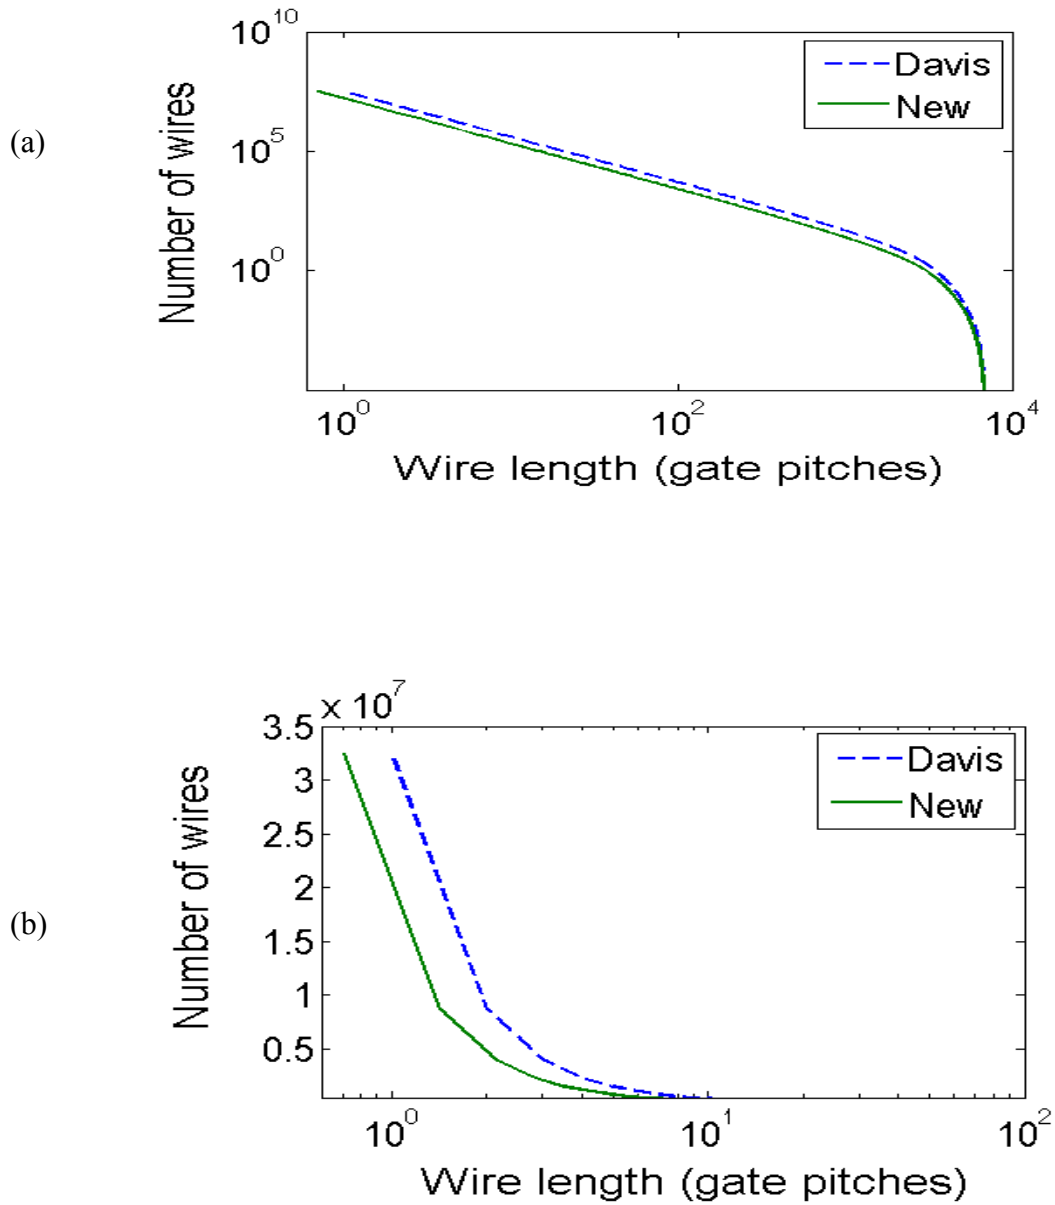 (a)
Number of wires
10^10
10^5
10^0
Davis
New
10^0 10^2 10^4
Wire length (gate pitches)
(b)
Number of wires
x 10^7
3.5
3
2.5
2
1.5
1
0.5
Davis
New
10^0 10^1 10^2
Wire length (gate pitches)